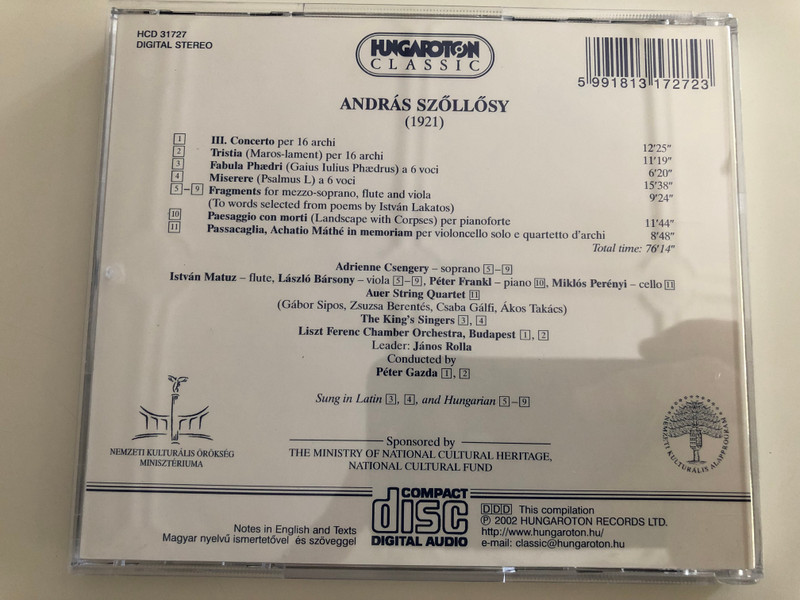 HCD 31727
DIGITAL STEREO
HUNGAROTON
CLASSIC
5 991813 172723
ANDRÁS SZŐLLŐSY
(1921)
1 III. Concerto per 16 archi 12'25"
2 Tristia (Maros-lament) per 16 archi 11'19"
3 Fabula Phædri (Gaius Iulius Phædrus) a 6 voci 6'20"
4 Miserere (Psalmus L) a 6 voci 15'38"
5–9 Fragments for mezzo-soprano, flute and viola 9'24"
(To words selected from poems by István Lakatos)
10 Paesaggio con morti (Landscape with Corpses) per pianoforte 11'44"
11 Passacaglia, Achatio Máthé in memoriam per violoncello solo e quartetto d'archi 8'48"
Total time: 76'14"
Adrienne Csengery – soprano 5–9
István Matuz – flute, László Bársony – viola 5–9, Péter Frankl – piano 10, Miklós Perényi – cello 11
Auer String Quartet 11
(Gábor Sipos, Zsuzsa Berentés, Csaba Gálfi, Ákos Takács)
The King's Singers 3, 4
Liszt Ferenc Chamber Orchestra, Budapest 1, 2
Leader: János Rolla
Conducted by
Péter Gazda 1, 2
Sung in Latin 3, 4, and Hungarian 5–9
NEMZETI KULTURÁLIS ÖRÖKSÉG
MINISZTÉRIUMA
Sponsored by
THE MINISTRY OF NATIONAL CULTURAL HERITAGE,
NATIONAL CULTURAL FUND
NEMZETI KULTURÁLIS ALAPPROGRAM
Notes in English and Texts
Magyar nyelvű ismertetővel és szöveggel
COMPACT
disc
DIGITAL AUDIO
DDD This compilation
℗ 2002 HUNGAROTON RECORDS LTD.
http://www.hungaroton.hu/
e-mail: classic@hungaroton.hu